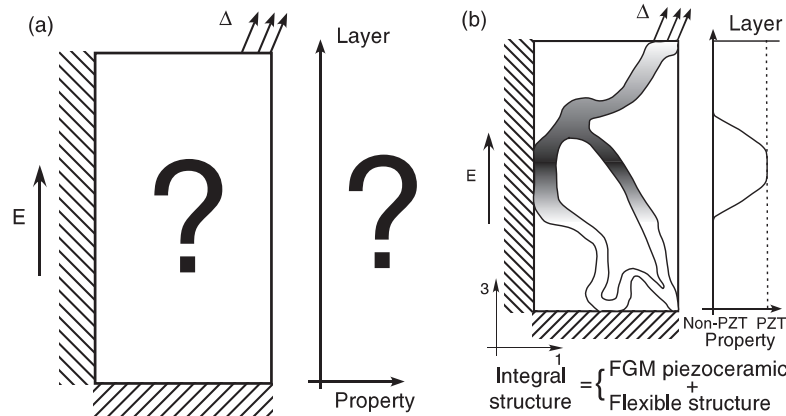 (a)
Δ
Layer
E
?
?
Property
(b)
Δ
Layer
E
3
1
Non-PZT PZT
Property
Integral structure = { FGM piezoceramic + Flexible structure